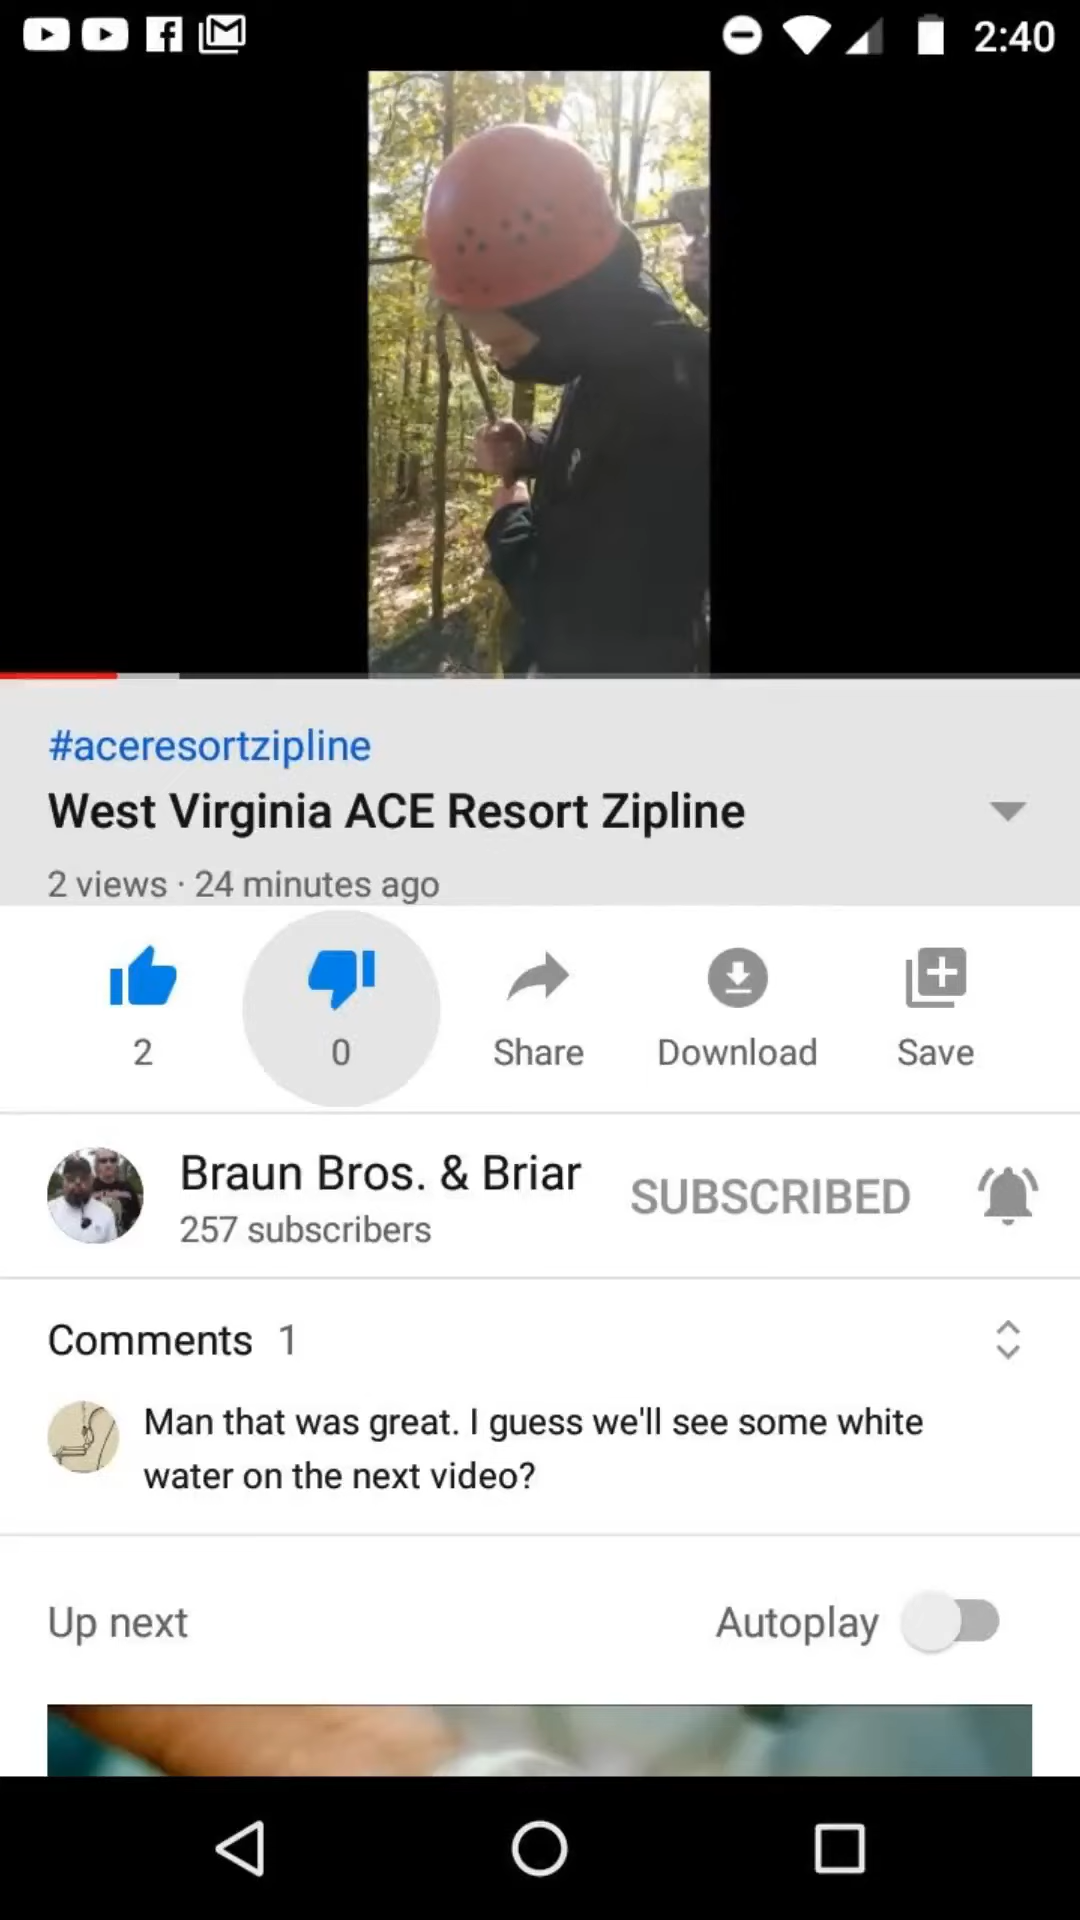 2:40
#aceresortzipline
West Virginia ACE Resort Zipline
2 views · 24 minutes ago
2
0
Share
Download
Save
Braun Bros. & Briar
SUBSCRIBED
257 subscribers
Comments 1
Man that was great. I guess we'll see some white
water on the next video?
Up next
Autoplay